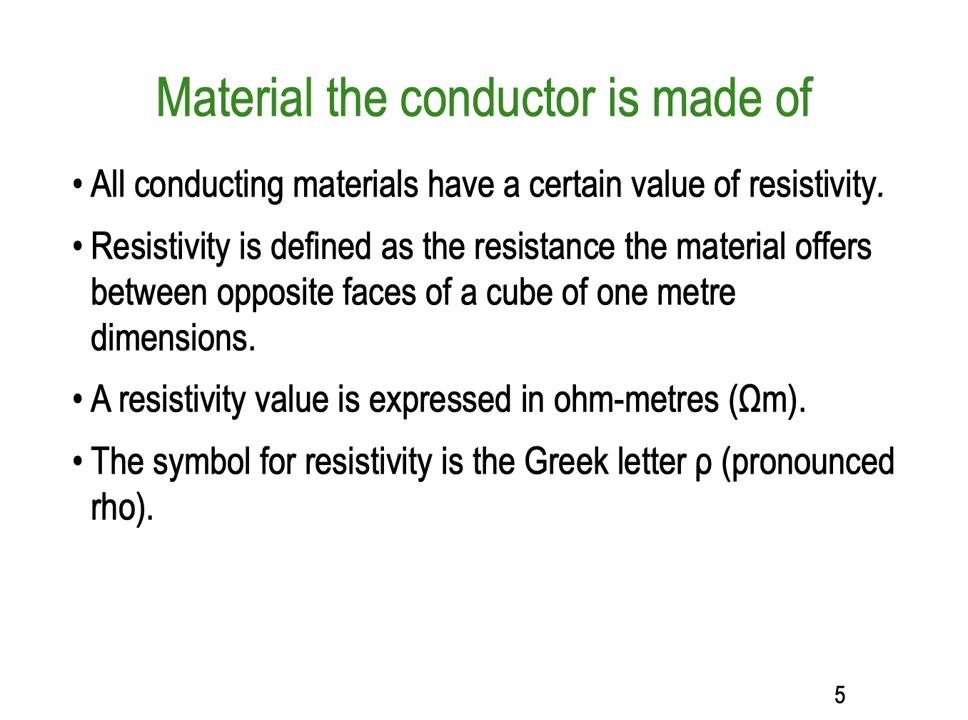 Material the conductor is made of
• All conducting materials have a certain value of resistivity.
• Resistivity is defined as the resistance the material offers
between opposite faces of a cube of one metre
dimensions.
• A resistivity value is expressed in ohm-metres (Ωm).
• The symbol for resistivity is the Greek letter ρ (pronounced
rho).
5